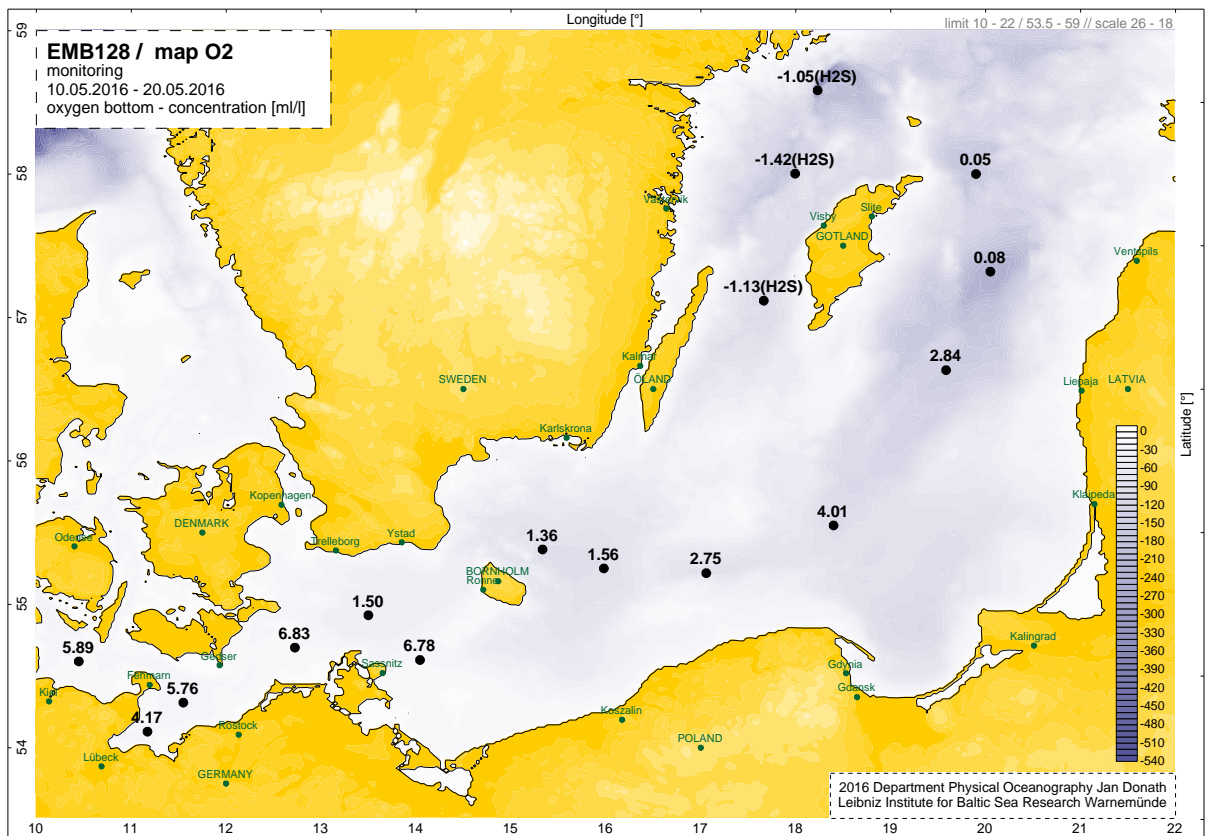 Longitude [°]
limit 10 - 22 / 53.5 - 59 // scale 26 - 18
EMB128 / map O2
monitoring
10.05.2016 - 20.05.2016
oxygen bottom - concentration [ml/l]
59
58
57
56
55
54
-1.05(H2S)
-1.42(H2S)
0.05
Västervik
Visby
Slite
GOTLAND
Ventspils
0.08
-1.13(H2S)
2.84
Kalmar
SWEDEN
ÖLAND
Liepaja
LATVIA
Karlskrona
Latitude [°]
0
-30
-60
-90
-120
-150
-180
-210
-240
-270
-300
-330
-360
-390
-420
-450
-480
-510
-540
Kopenhagen
Klaipeda
DENMARK
4.01
Odense
Trelleborg
Ystad
1.36
1.56
2.75
BORNHOLM
Ronne
1.50
6.83
6.78
Kalingrad
5.89
Gedser
Sassnitz
Gdynia
Fehmarn
5.76
Kiel
Gdansk
4.17
Koszalin
Rostock
POLAND
Lübeck
GERMANY
2016 Department Physical Oceanography Jan Donath
Leibniz Institute for Baltic Sea Research Warnemünde
10 11 12 13 14 15 16 17 18 19 20 21 22